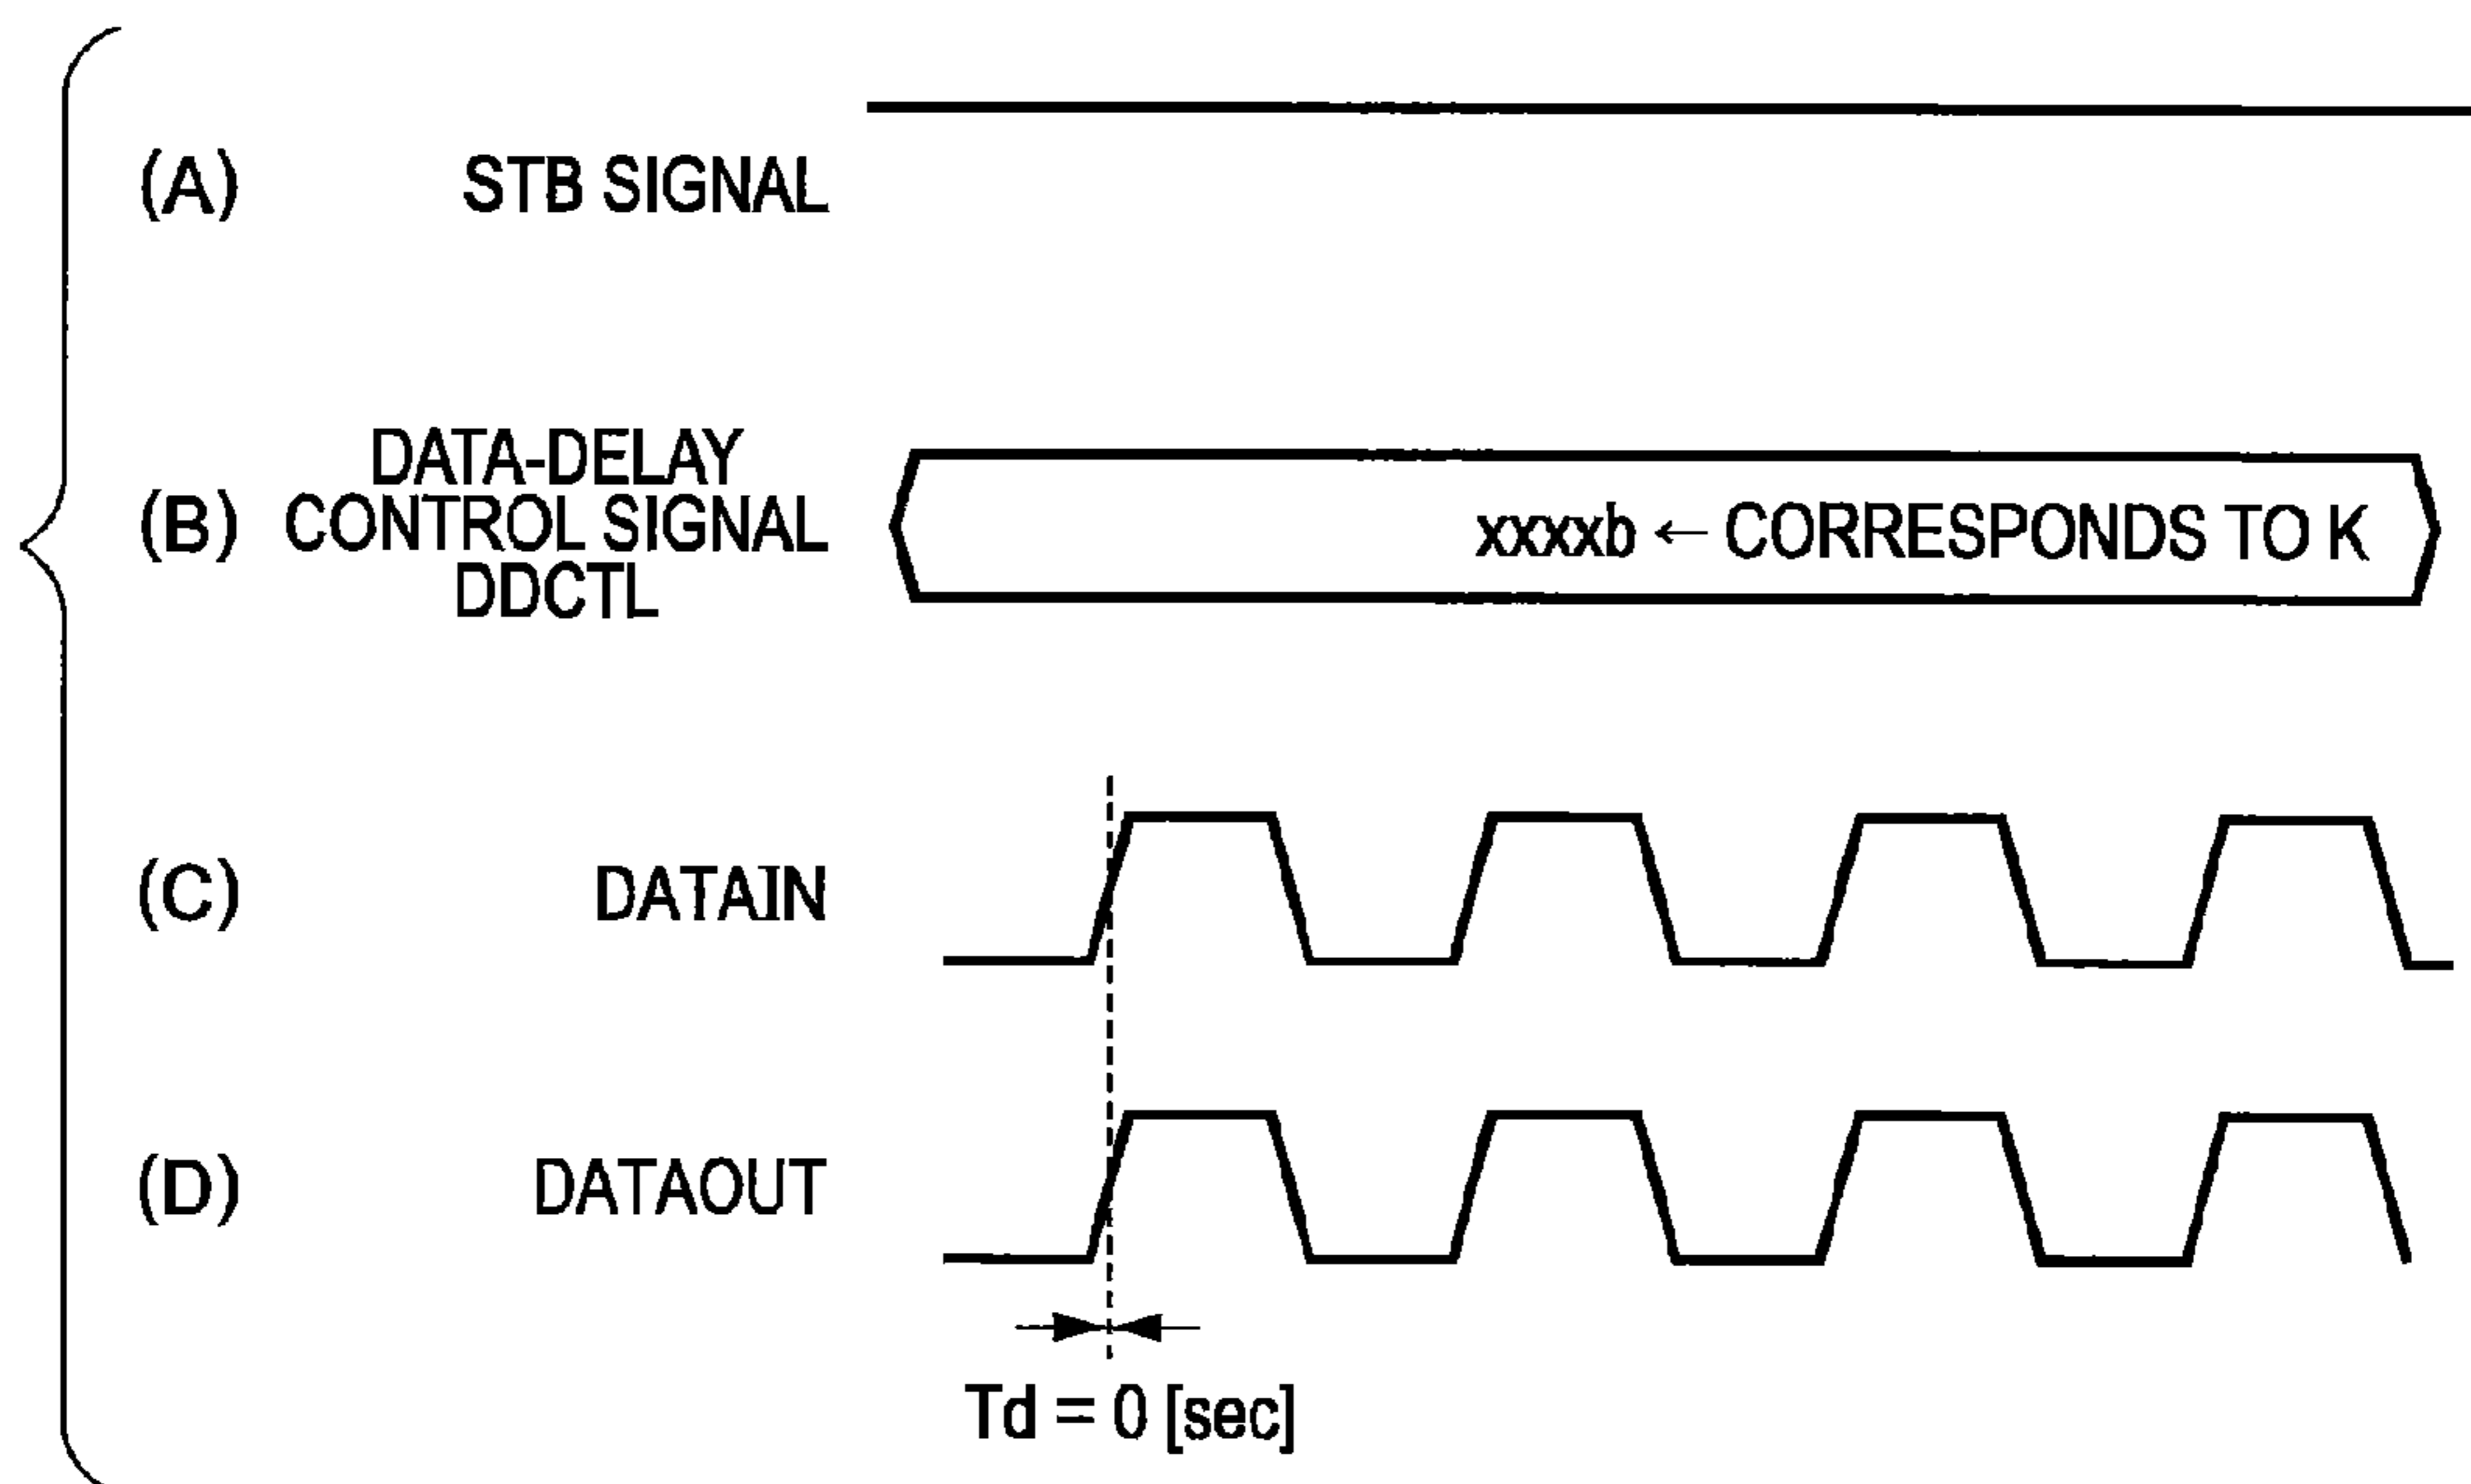 (A) STB SIGNAL
DATA-DELAY
(B) CONTROL SIGNAL
DDCTL
xxxxb ← CORRESPONDS TO K
(C) DATAIN
(D) DATAOUT
Td = 0 [sec]